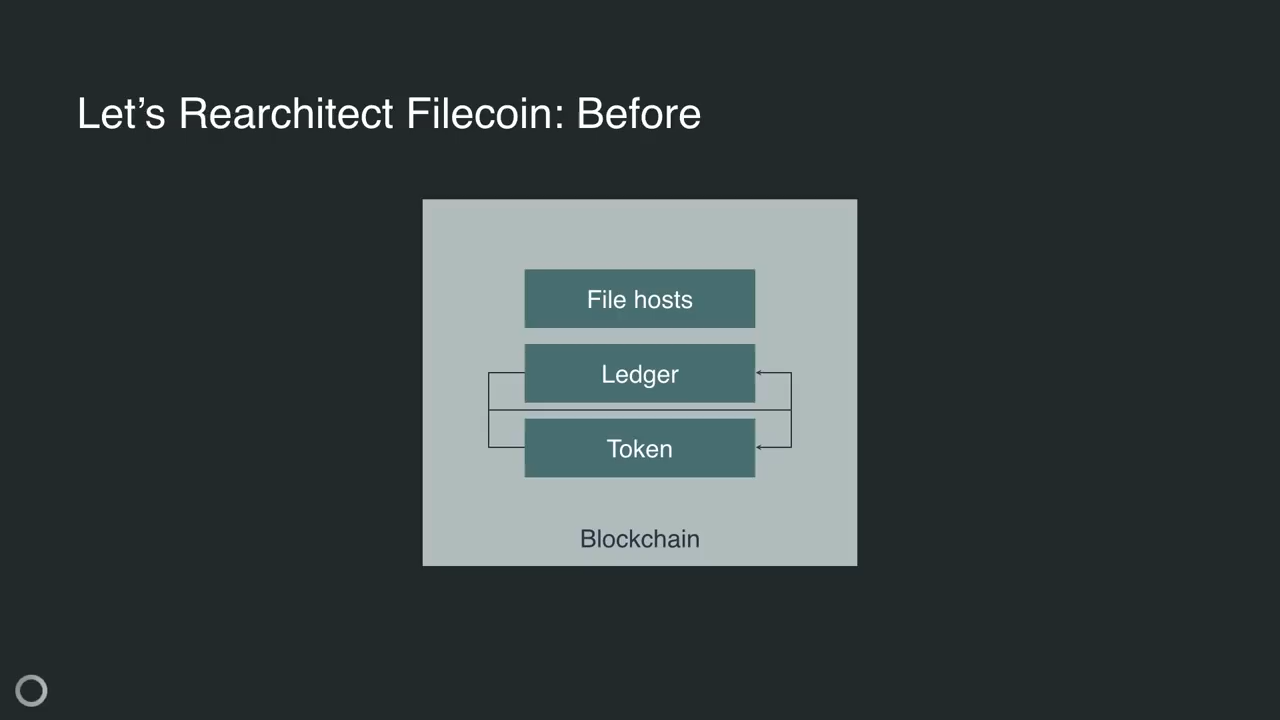 Let’s Rearchitect Filecoin: Before
File hosts
Ledger
Token
Blockchain